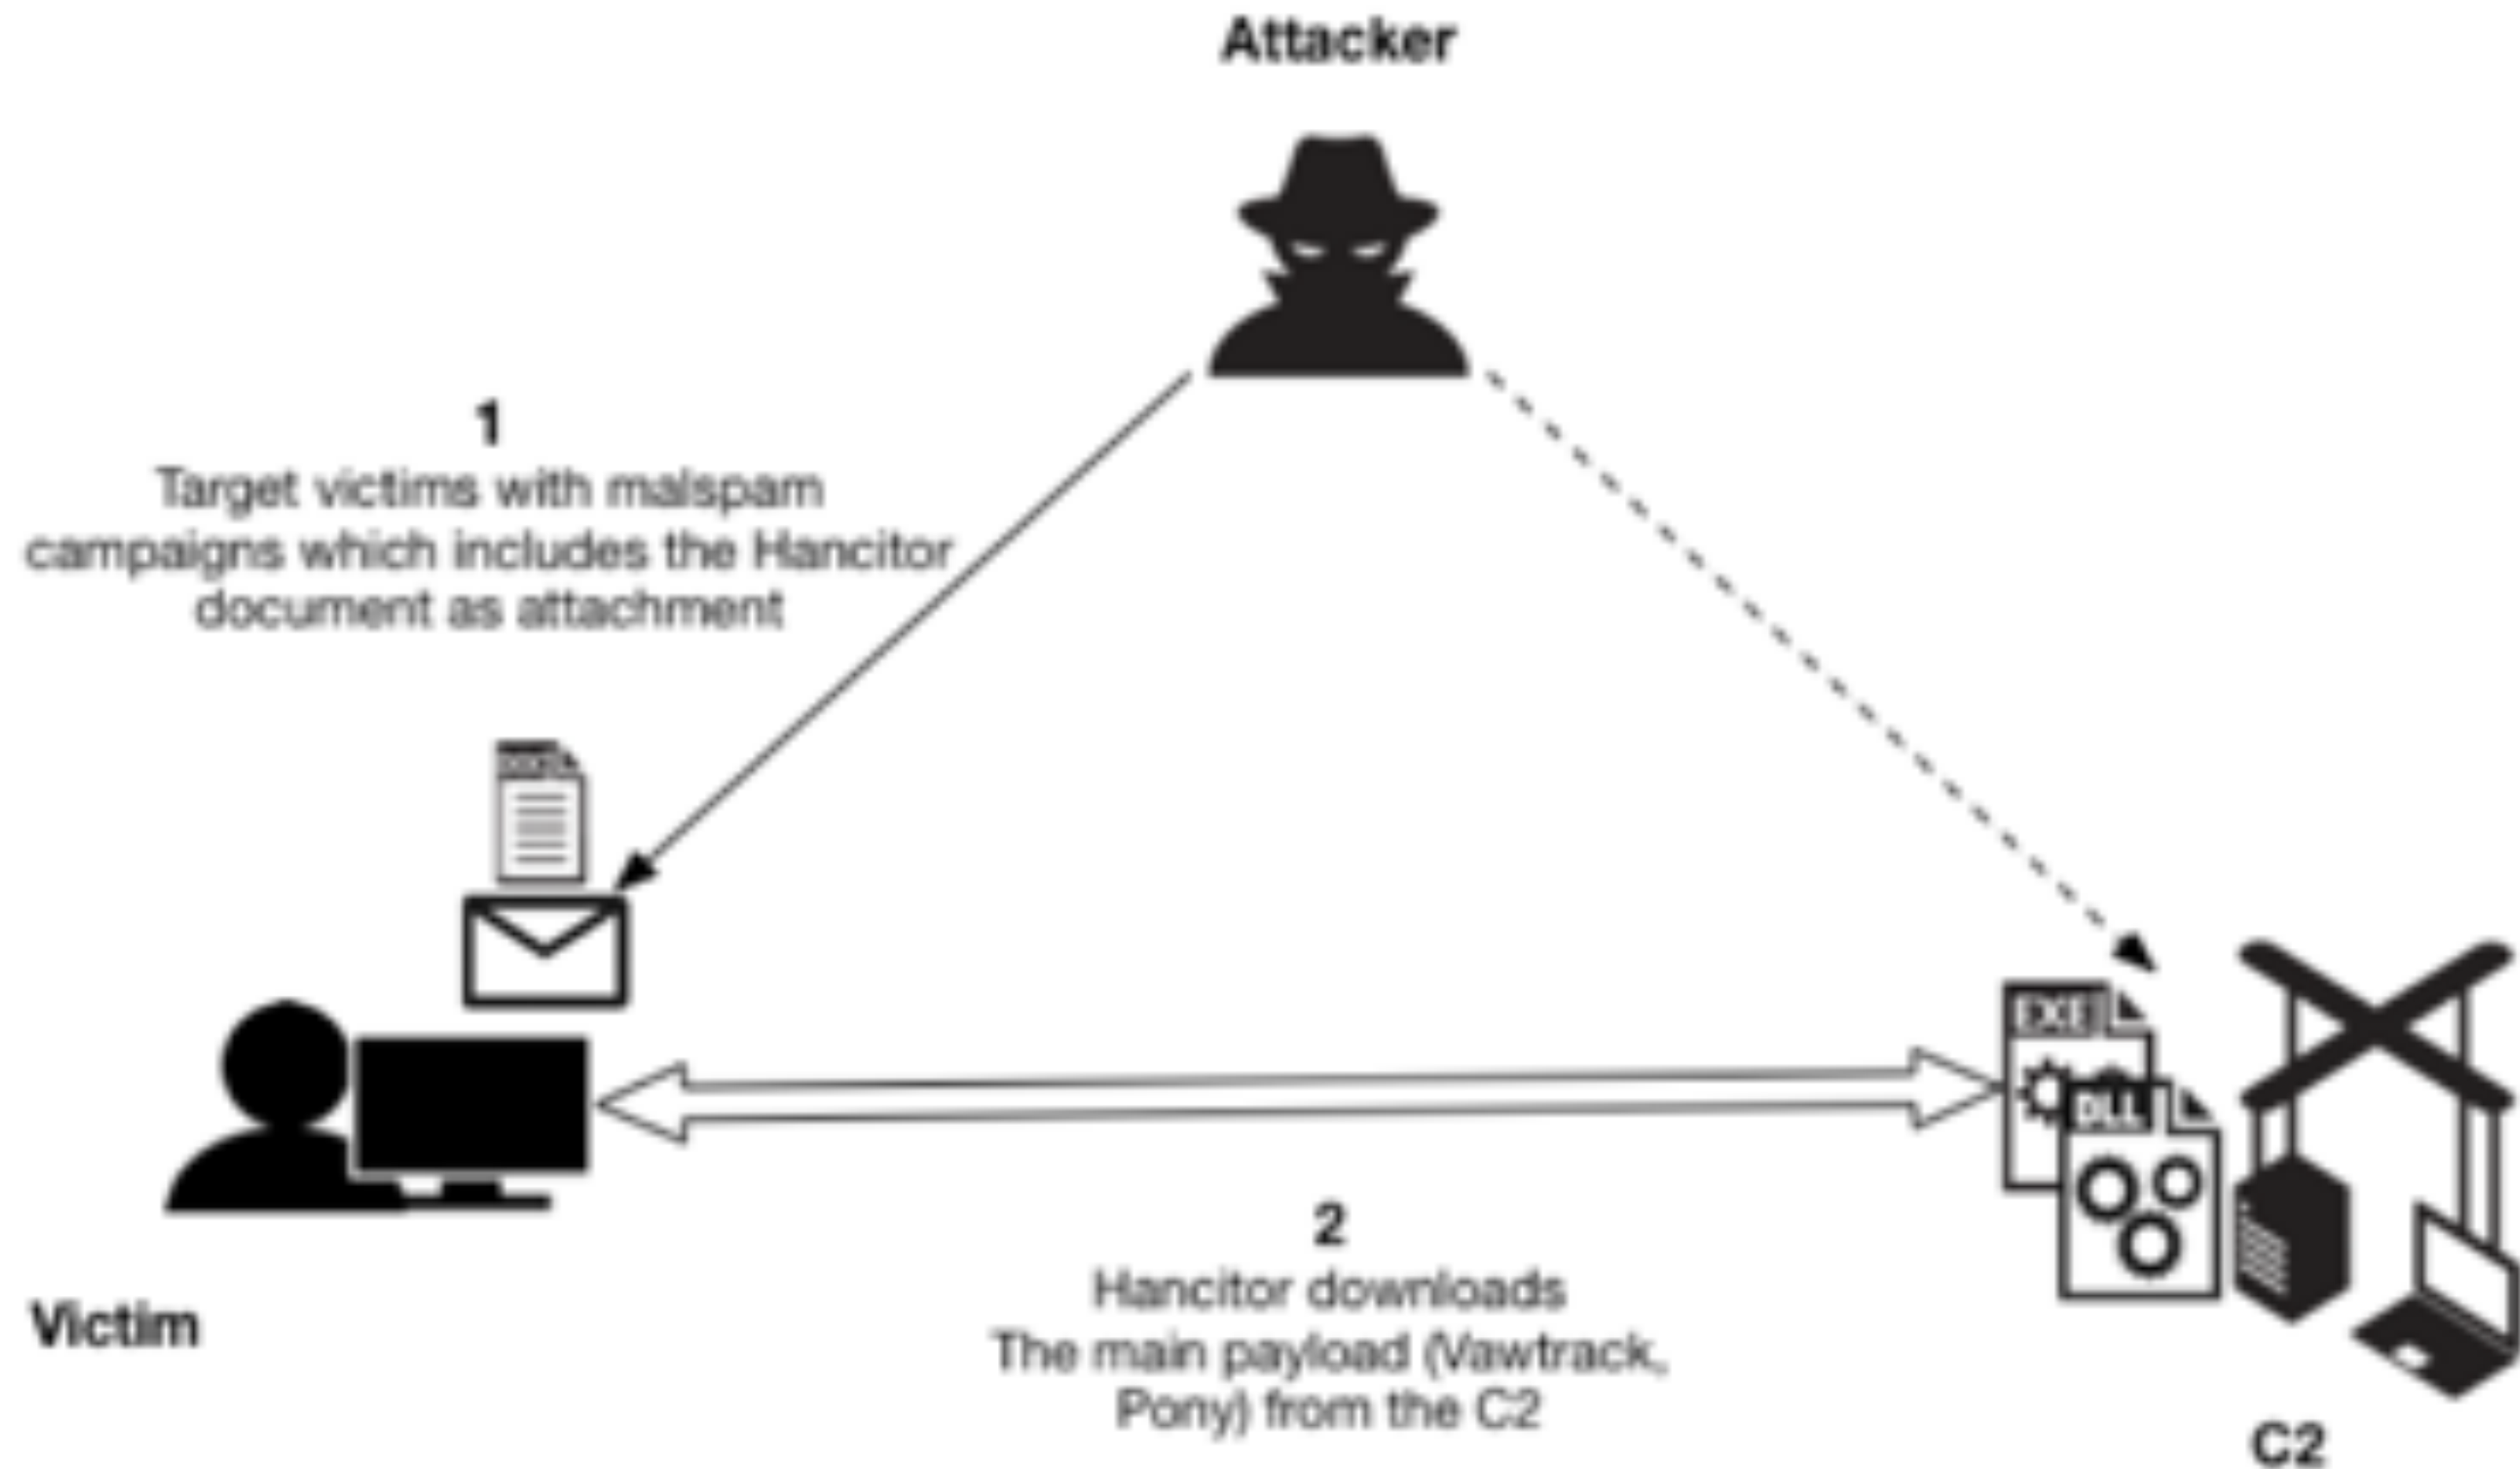 Attacker
1
Target victims with malspam
campaigns which includes the Hancitor
document as attachment
EXE
DLL
2
Hancitor downloads
The main payload (Vawtrack,
Pony) from the C2
Victim
C2